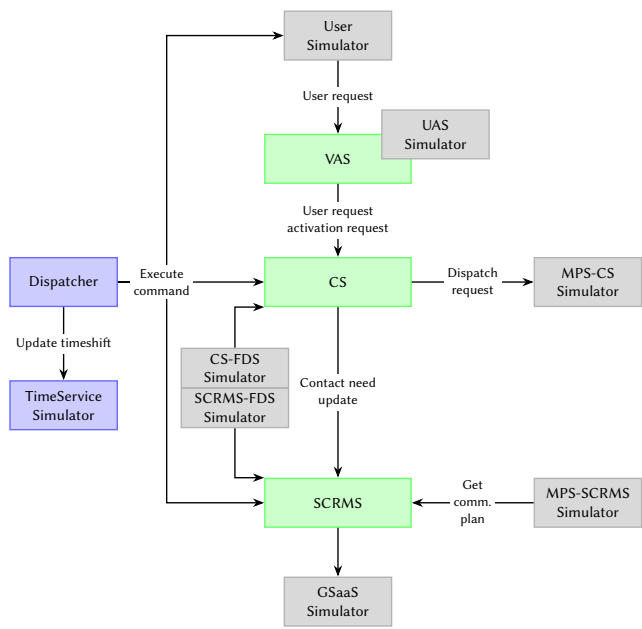 User
Simulator
User request
UAS
Simulator
VAS
User request
activation request
Dispatcher
Execute
command
CS
Dispatch
request
MPS-CS
Simulator
Update timeshift
CS-FDS
Simulator
SCRMS-FDS
Simulator
Contact need
update
TimeService
Simulator
SCRMS
Get
comm.
plan
MPS-SCRMS
Simulator
GSaaS
Simulator